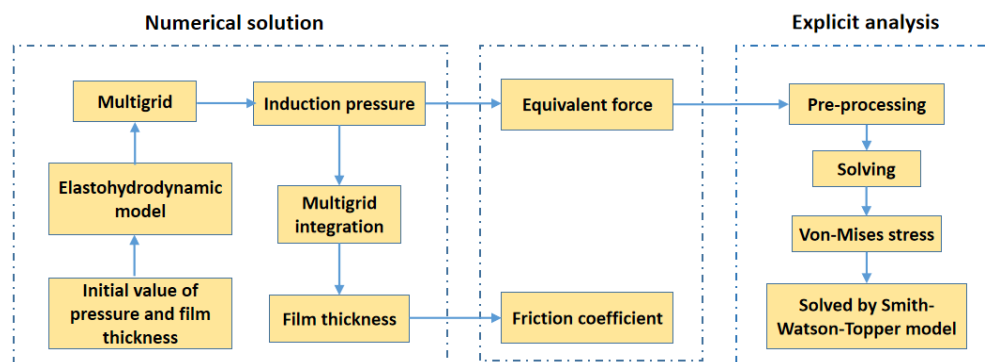 Numerical solution
Explicit analysis
Multigrid
Induction pressure
Equivalent force
Pre-processing
Elastohydrodynamic
model
Multigrid
integration
Solving
Von-Mises stress
Initial value of
pressure and film
thickness
Film thickness
Friction coefficient
Solved by Smith-
Watson-Topper model